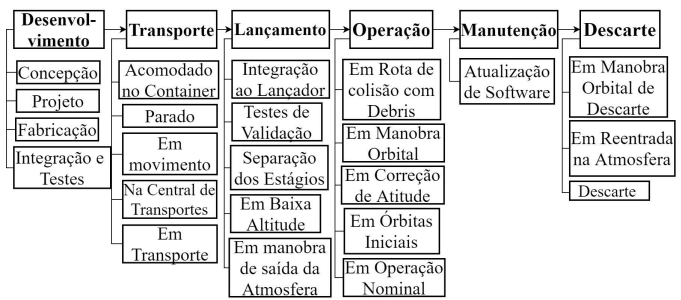 Desenvol-
vimento
Concepção
Projeto
Fabricação
Integração e
Testes
Transporte
Acomodado
no Container
Parado
Em
movimento
Na Central de
Transportes
Em
Transporte
Lançamento
Integração
ao Lançador
Testes de
Validação
Separação
dos Estágios
Em Baixa
Altitude
Em manobra
de saída da
Atmosfera
Operação
Em Rota de
colisão com
Debris
Em Manobra
Orbital
Em Correção
de Atitude
Em Órbitas
Iniciais
Em Operação
Nominal
Manutenção
Atualização
de Software
Descarte
Em Manobra
Orbital de
Descarte
Em Reentrada
na Atmosfera
Descarte